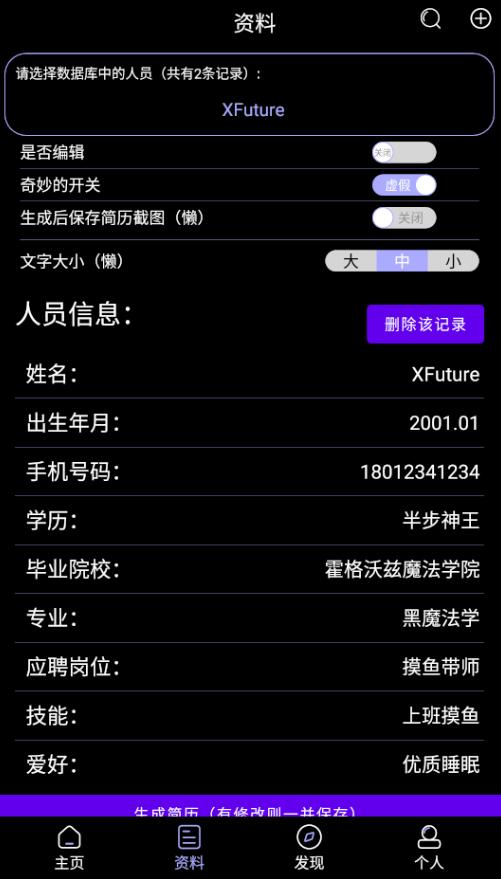 资料
请选择数据库中的人员（共有2条记录）：
XFuture
是否编辑 关闭
奇妙的开关 虚假
生成后保存简历截图（懒） 关闭
文字大小（懒） 大 中 小
人员信息： 删除该记录
姓名： XFuture
出生年月： 2001.01
手机号码： 18012341234
学历： 半步神王
毕业院校： 霍格沃兹魔法学院
专业： 黑魔法学
应聘岗位： 摸鱼带师
技能： 上班摸鱼
爱好： 优质睡眠
生成简历（有修改则一并保存）
主页 资料 发现 个人